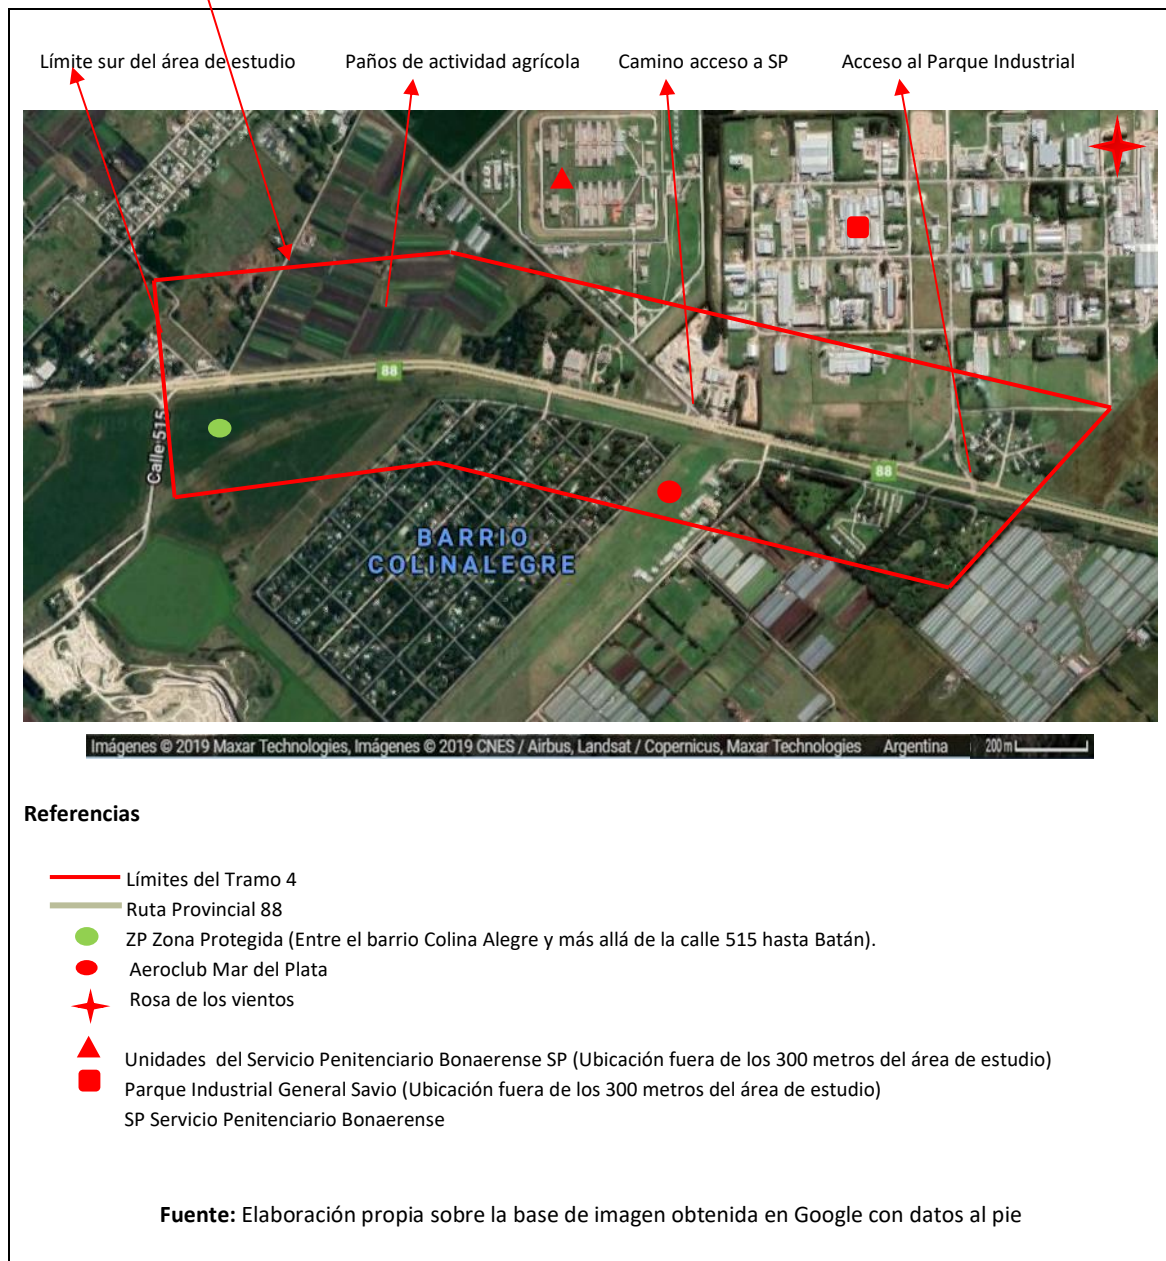 Límite sur del área de estudio Paños de actividad agrícola Camino acceso a SP Acceso al Parque Industrial
88
Calle 515
88
BARRIO
COLINALEGRE
Imágenes © 2019 Maxar Technologies, Imágenes © 2019 CNES / Airbus, Landsat / Copernicus, Maxar Technologies Argentina 200 m
Referencias
Límites del Tramo 4
Ruta Provincial 88
ZP Zona Protegida (Entre el barrio Colina Alegre y más allá de la calle 515 hasta Batán).
Aeroclub Mar del Plata
Rosa de los vientos
Unidades del Servicio Penitenciario Bonaerense SP (Ubicación fuera de los 300 metros del área de estudio)
Parque Industrial General Savio (Ubicación fuera de los 300 metros del área de estudio)
SP Servicio Penitenciario Bonaerense
Fuente: Elaboración propia sobre la base de imagen obtenida en Google con datos al pie